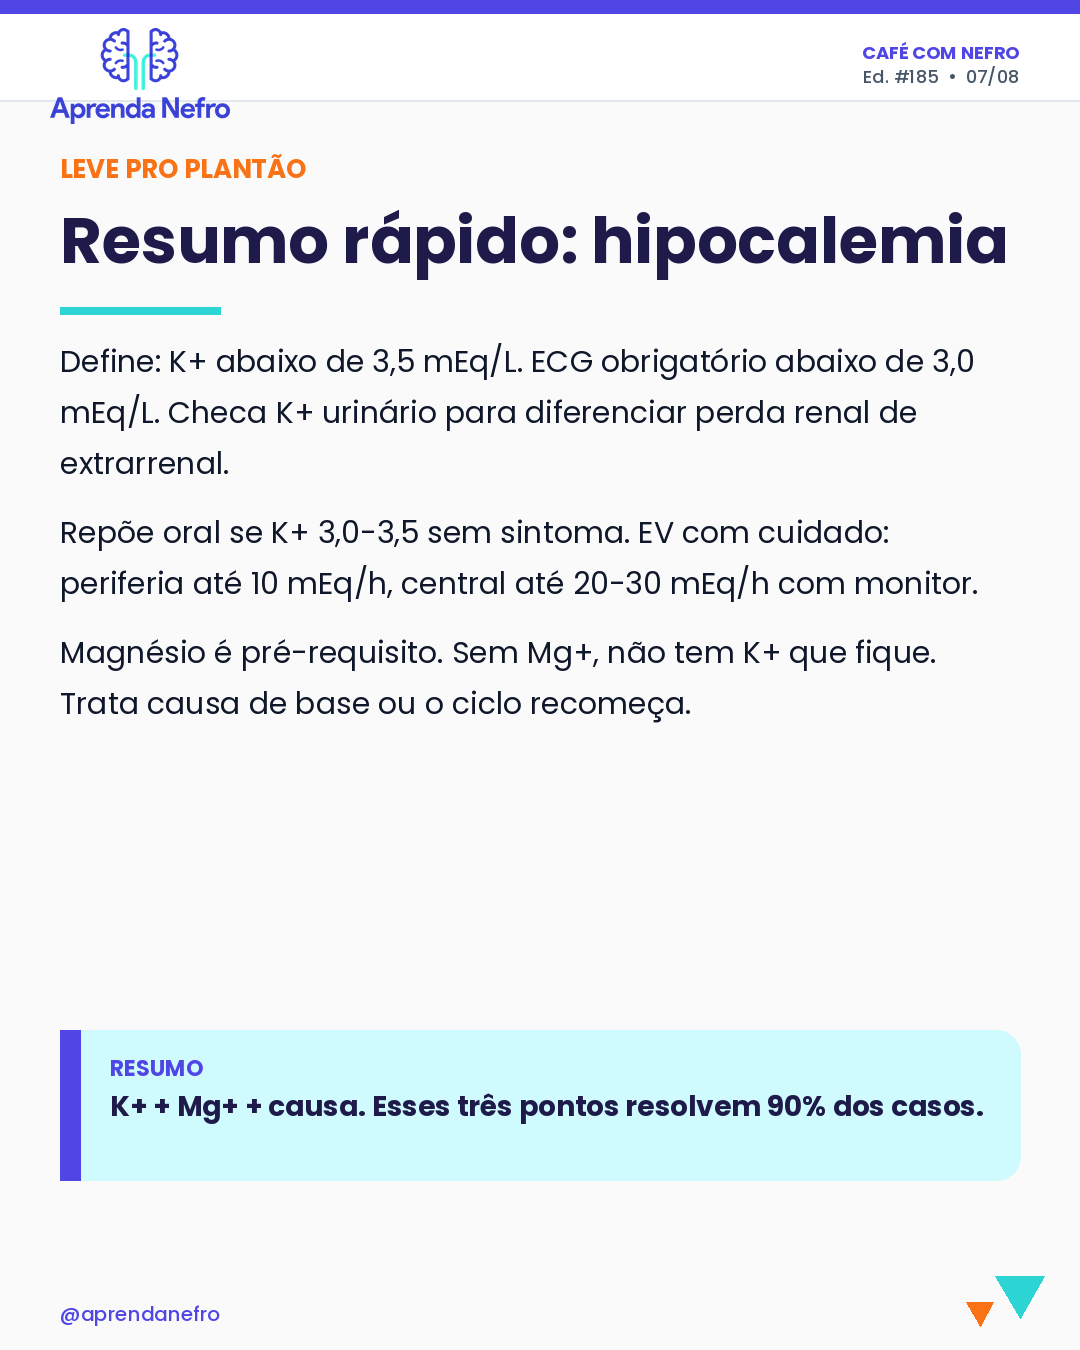 Aprenda Nefro
CAFÉ COM NEFRO
Ed. #185 • 07/08
LEVE PRO PLANTÃO
Resumo rápido: hipocalemia
Define: K+ abaixo de 3,5 mEq/L. ECG obrigatório abaixo de 3,0
mEq/L. Checa K+ urinário para diferenciar perda renal de
extrarrenal.
Repõe oral se K+ 3,0-3,5 sem sintoma. EV com cuidado:
periferia até 10 mEq/h, central até 20-30 mEq/h com monitor.
Magnésio é pré-requisito. Sem Mg+, não tem K+ que fique.
Trata causa de base ou o ciclo recomeça.
RESUMO
K+ + Mg+ + causa. Esses três pontos resolvem 90% dos casos.
@aprendanefro